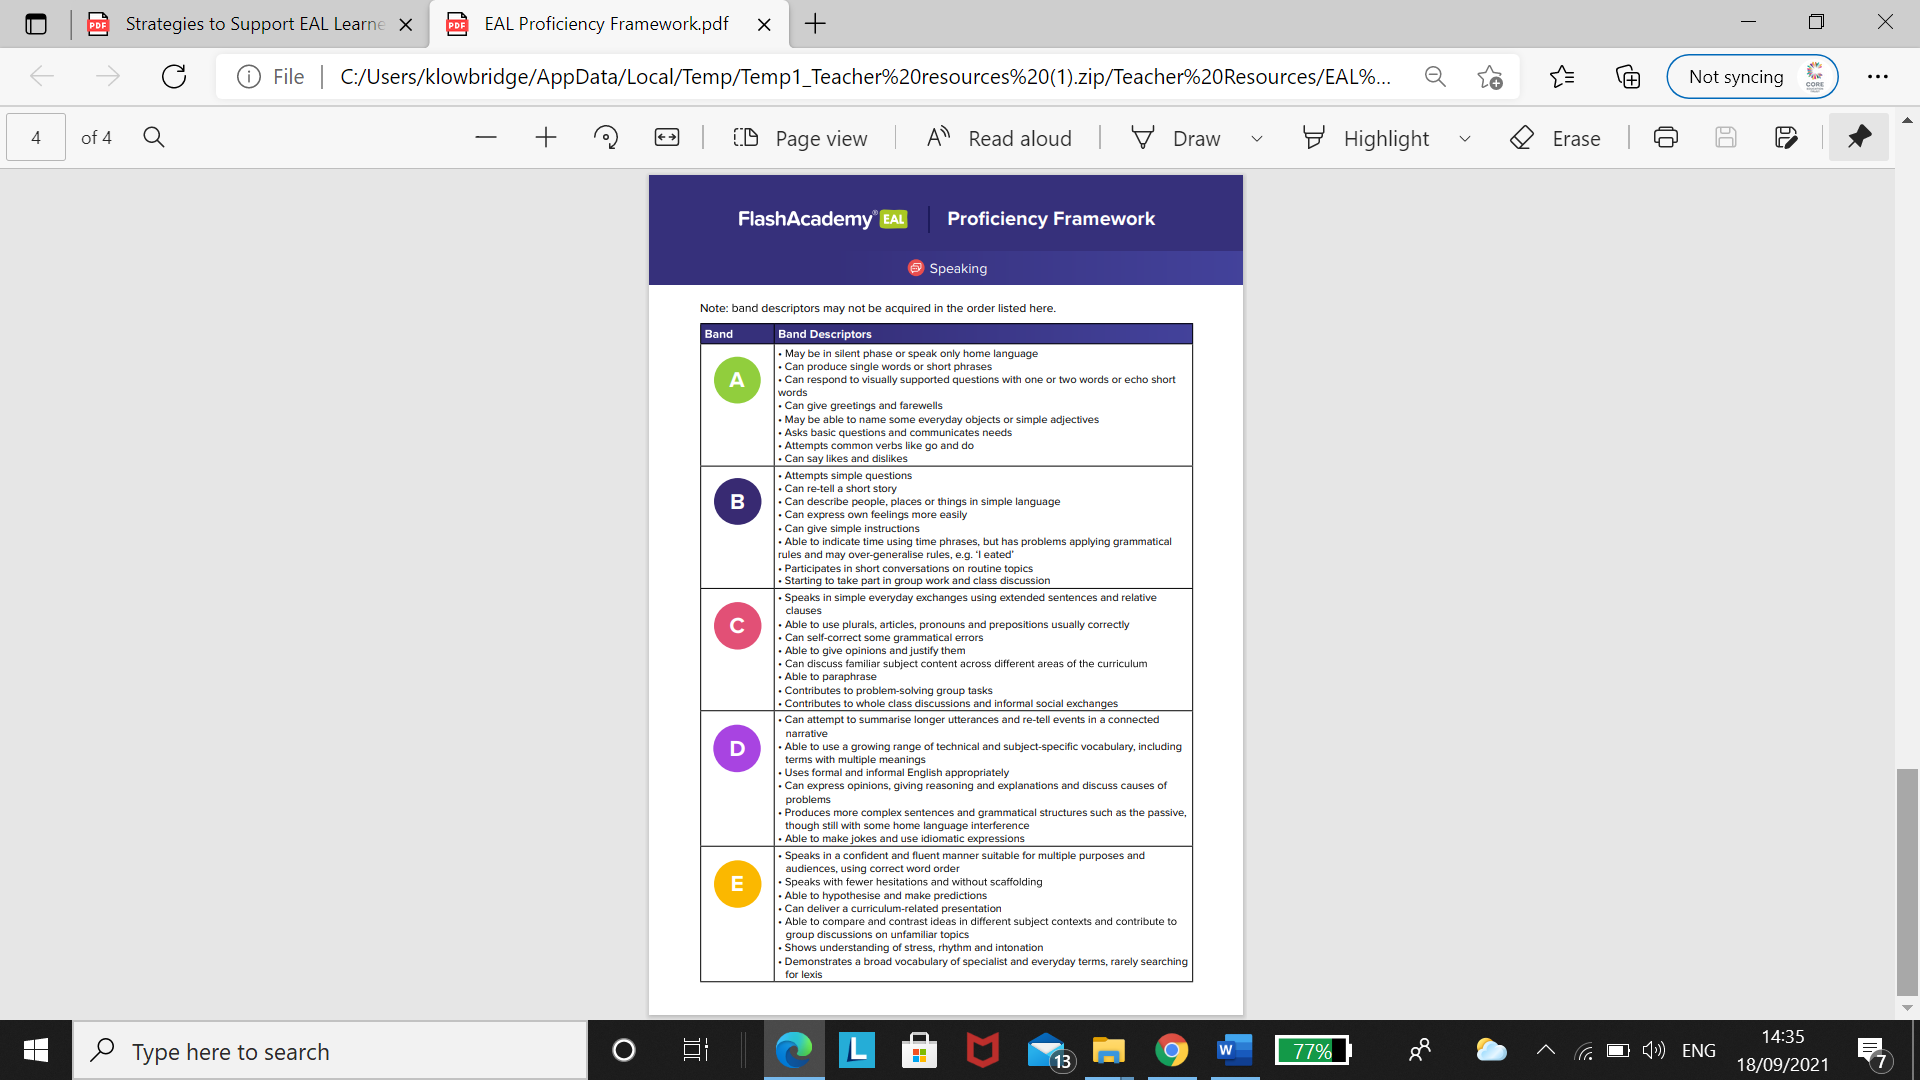 Strategies to Support EAL Learne
EAL Proficiency Framework.pdf
File
C:/Users/klowbridge/AppData/Local/Temp/Temp1_Teacher%20resources%20(1).zip/Teacher%20Resources/EAL%...
Not syncing
CORE
4 of 4
Page view
Read aloud
Draw
Highlight
Erase
FlashAcademy® EAL
Proficiency Framework
Speaking
Note: band descriptors may not be acquired in the order listed here.
Band
Band Descriptors
A
• May be in silent phase or speak only home language
• Can produce single words or short phrases
• Can respond to visually supported questions with one or two words or echo short
words
• Can give greetings and farewells
• May be able to name some everyday objects or simple adjectives
• Asks basic questions and communicates needs
• Attempts common verbs like go and do
• Can say likes and dislikes
B
• Attempts simple questions
• Can re-tell a short story
• Can describe people, places or things in simple language
• Can express own feelings more easily
• Can give simple instructions
• Able to indicate time using time phrases, but has problems applying grammatical
rules and may over-generalise rules, e.g. ‘I eated’
• Participates in short conversations on routine topics
• Starting to take part in group work and class discussion
C
• Speaks in simple everyday exchanges using extended sentences and relative
clauses
• Able to use plurals, articles, pronouns and prepositions usually correctly
• Can self-correct some grammatical errors
• Able to give opinions and justify them
• Can discuss familiar subject content across different areas of the curriculum
• Able to paraphrase
• Contributes to problem-solving group tasks
• Contributes to whole class discussions and informal social exchanges
D
• Can attempt to summarise longer utterances and re-tell events in a connected
narrative
• Able to use a growing range of technical and subject-specific vocabulary, including
terms with multiple meanings
• Uses formal and informal English appropriately
• Can express opinions, giving reasoning and explanations and discuss causes of
problems
• Produces more complex sentences and grammatical structures such as the passive,
though still with some home language interference
• Able to make jokes and use idiomatic expressions
E
• Speaks in a confident and fluent manner suitable for multiple purposes and
audiences, using correct word order
• Speaks with fewer hesitations and without scaffolding
• Able to hypothesise and make predictions
• Can deliver a curriculum-related presentation
• Able to compare and contrast ideas in different subject contexts and contribute to
group discussions on unfamiliar topics
• Shows understanding of stress, rhythm and intonation
• Demonstrates a broad vocabulary of specialist and everyday terms, rarely searching
for lexis
Type here to search
L
13
W
77%
ENG
14:35
18/09/2021
7